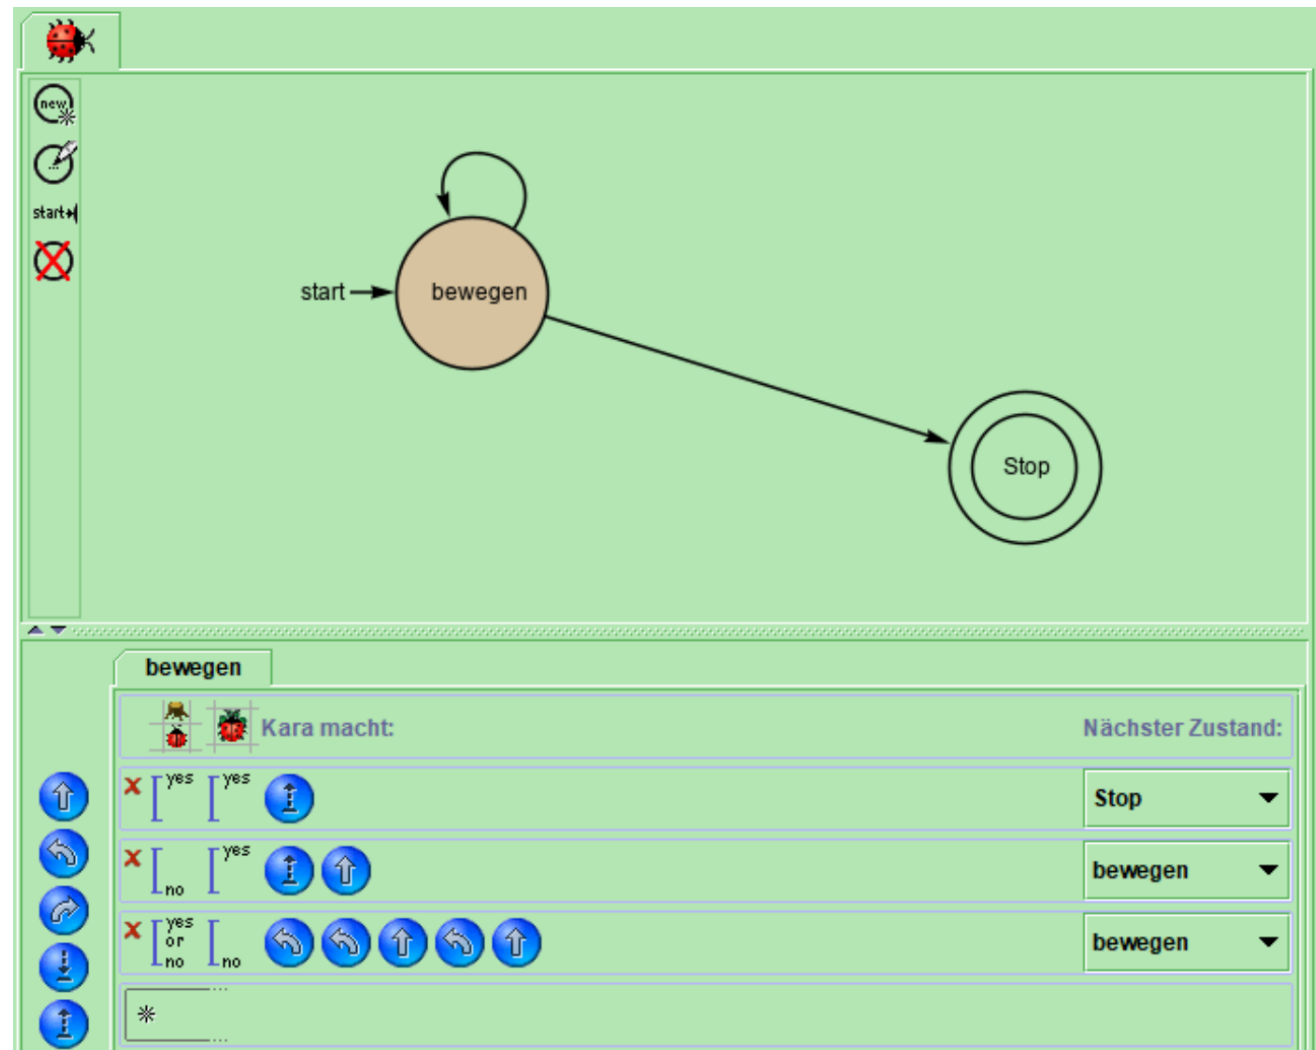 new
start
start
bewegen
Stop
bewegen
Kara macht: Nächster Zustand:
yes yes Stop
no yes bewegen
yes or no no bewegen